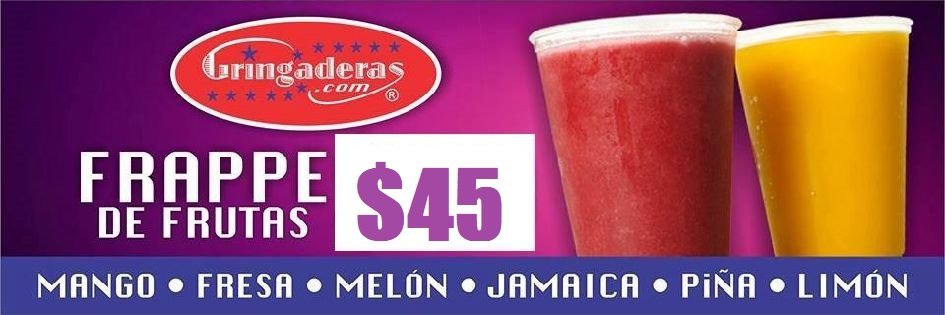 Gringaderas
.com ®
FRAPPE
DE FRUTAS
$45
MANGO • FRESA • MELÓN • JAMAICA • PiÑA • LIMÓN